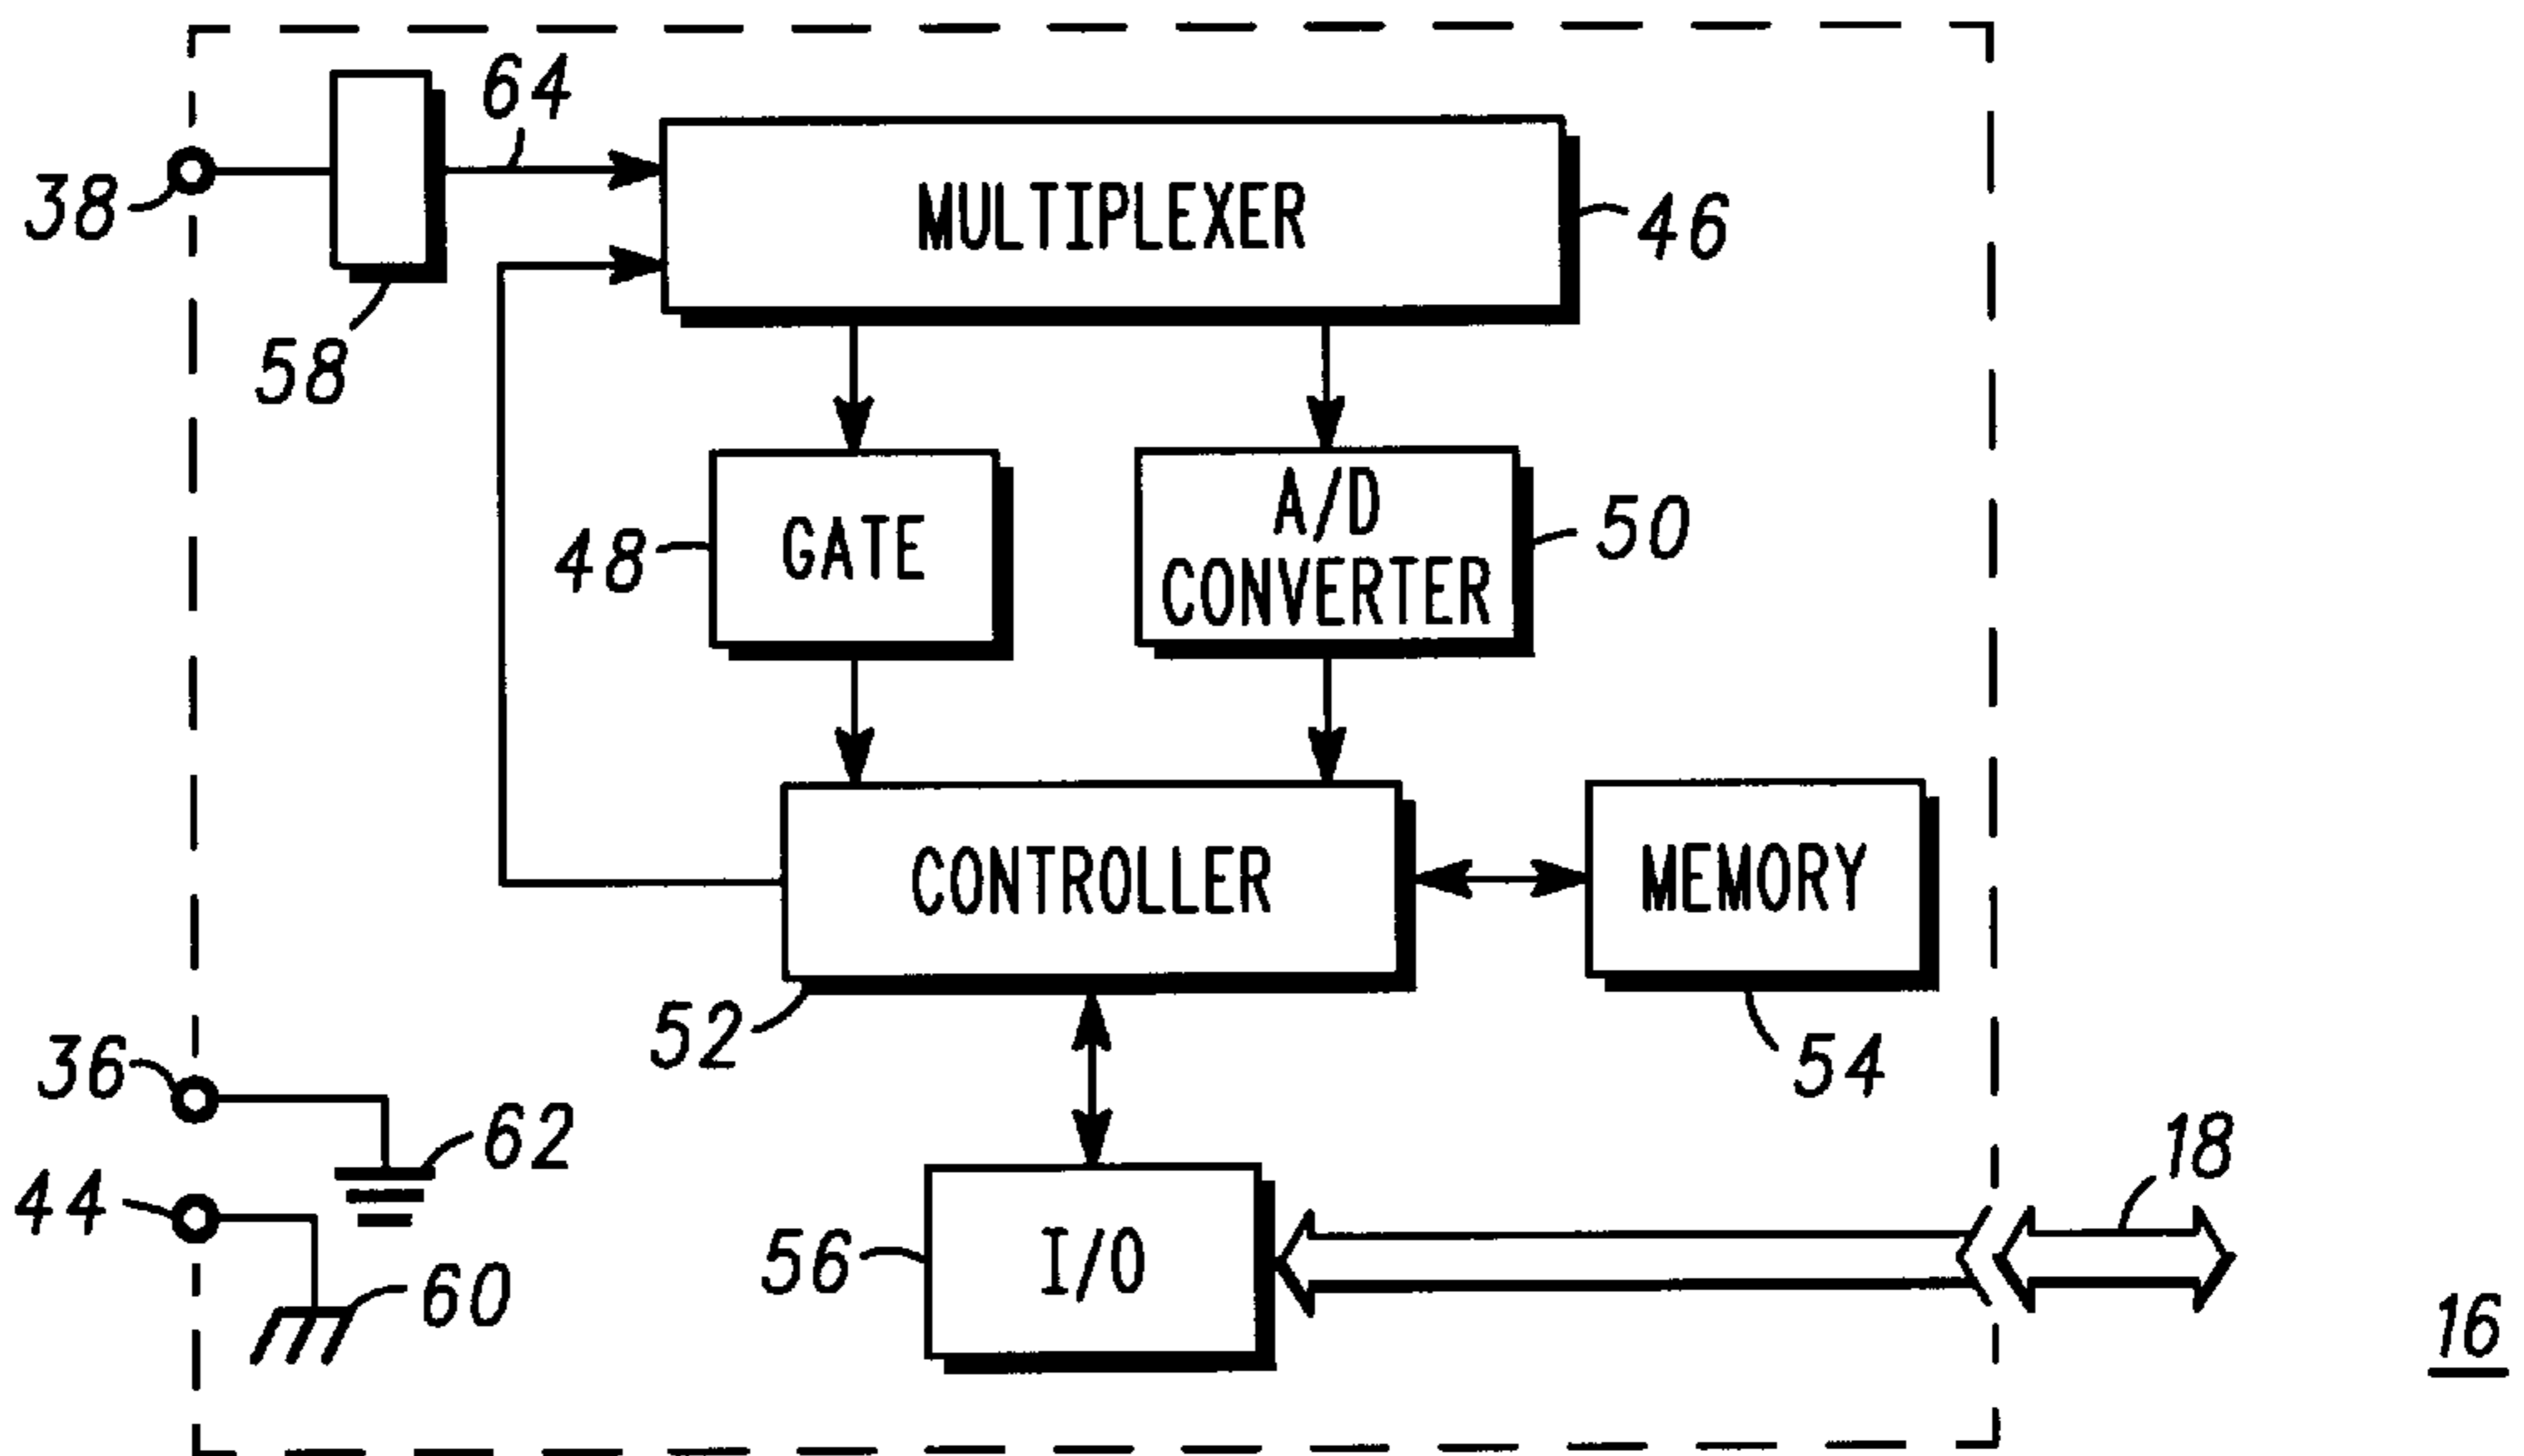 64
38
MULTIPLEXER
46
58
48
GATE
A/D
CONVERTER
50
CONTROLLER
MEMORY
52
54
36
62
44
18
56
I/O
60
16